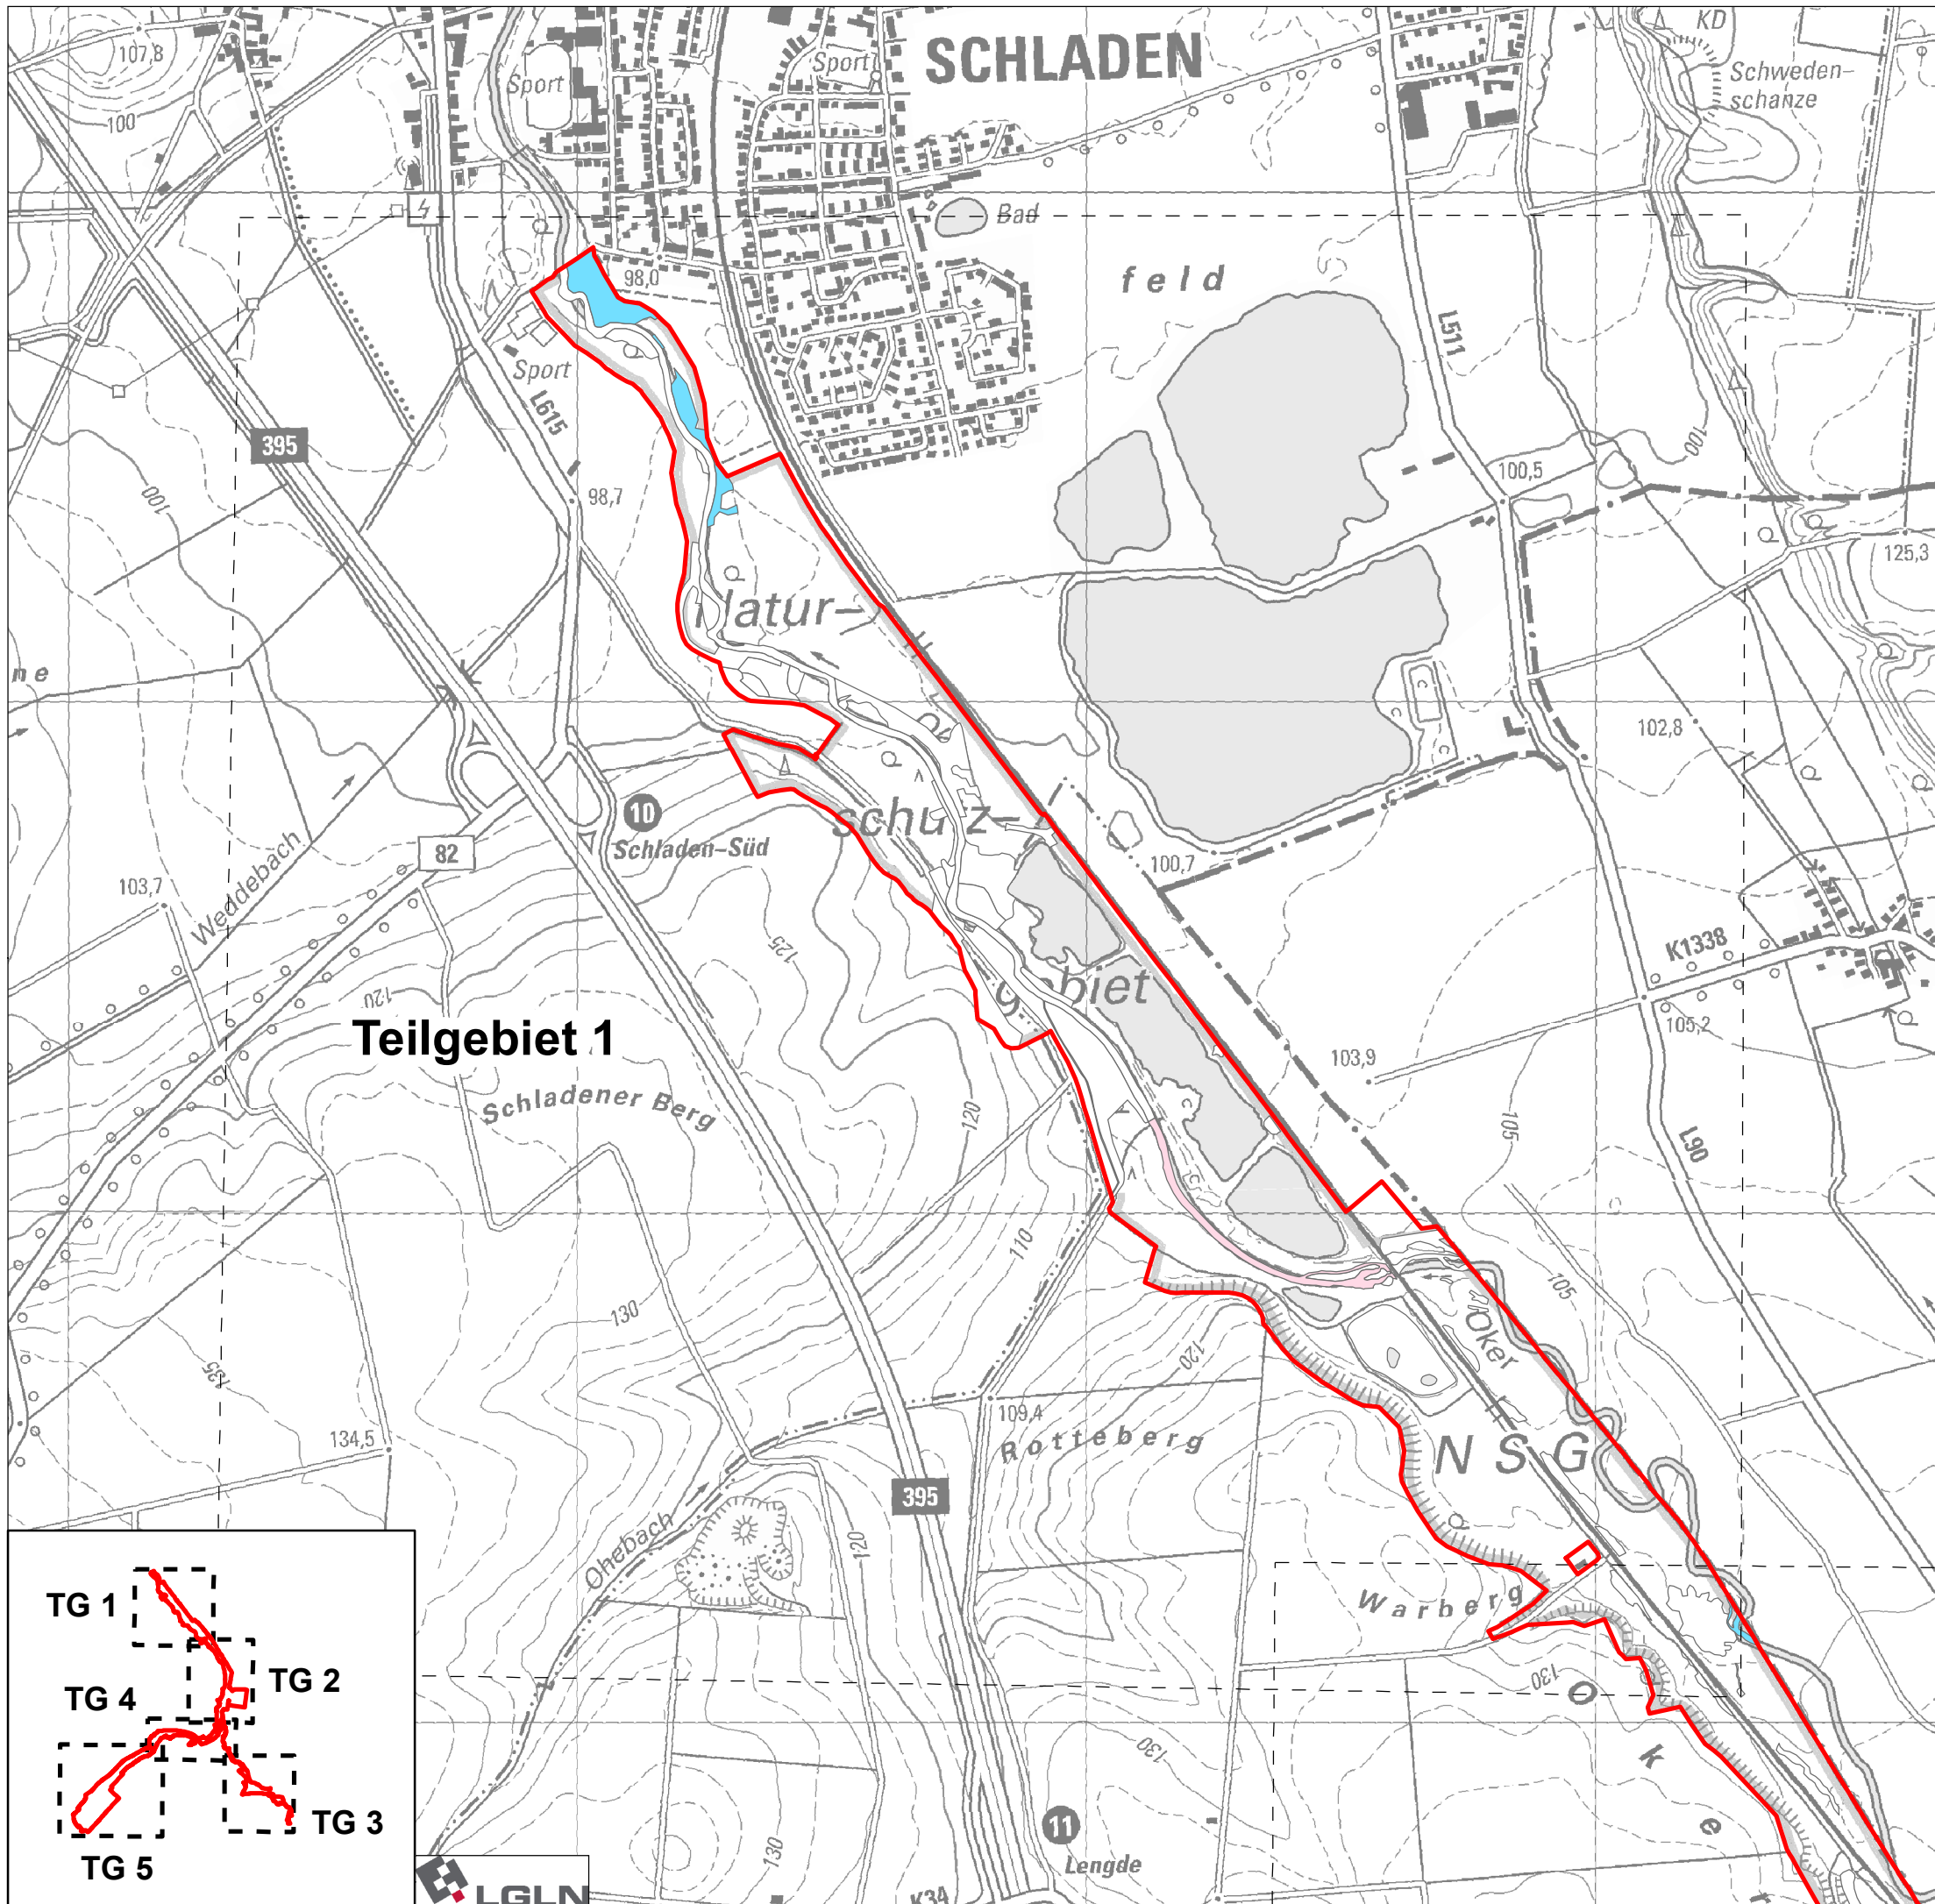 107,8
100
Sport
Sport
SCHLADEN
KD
Schweden-
schanze
Bad
98,0
feld
Sport
L615
L511
395
100
98,7
100,5
100
125,3
Natur-
ne
102,8
10
Schladen-Süd
82
schutz-
100,7
103,7
Weddebach
125
K1338
120
gebiet
105,2
Teilgebiet 1
103,9
Schladener Berg
120
105
L90
110
105
130
Oker
120
135
109,4
134,5
Rotteberg
NSG
395
Ohebach
120
Warberg
TG 1
TG 2
130
TG 4
Oker
130
TG 3
11
130
TG 5
Lengde
LGLN
K34